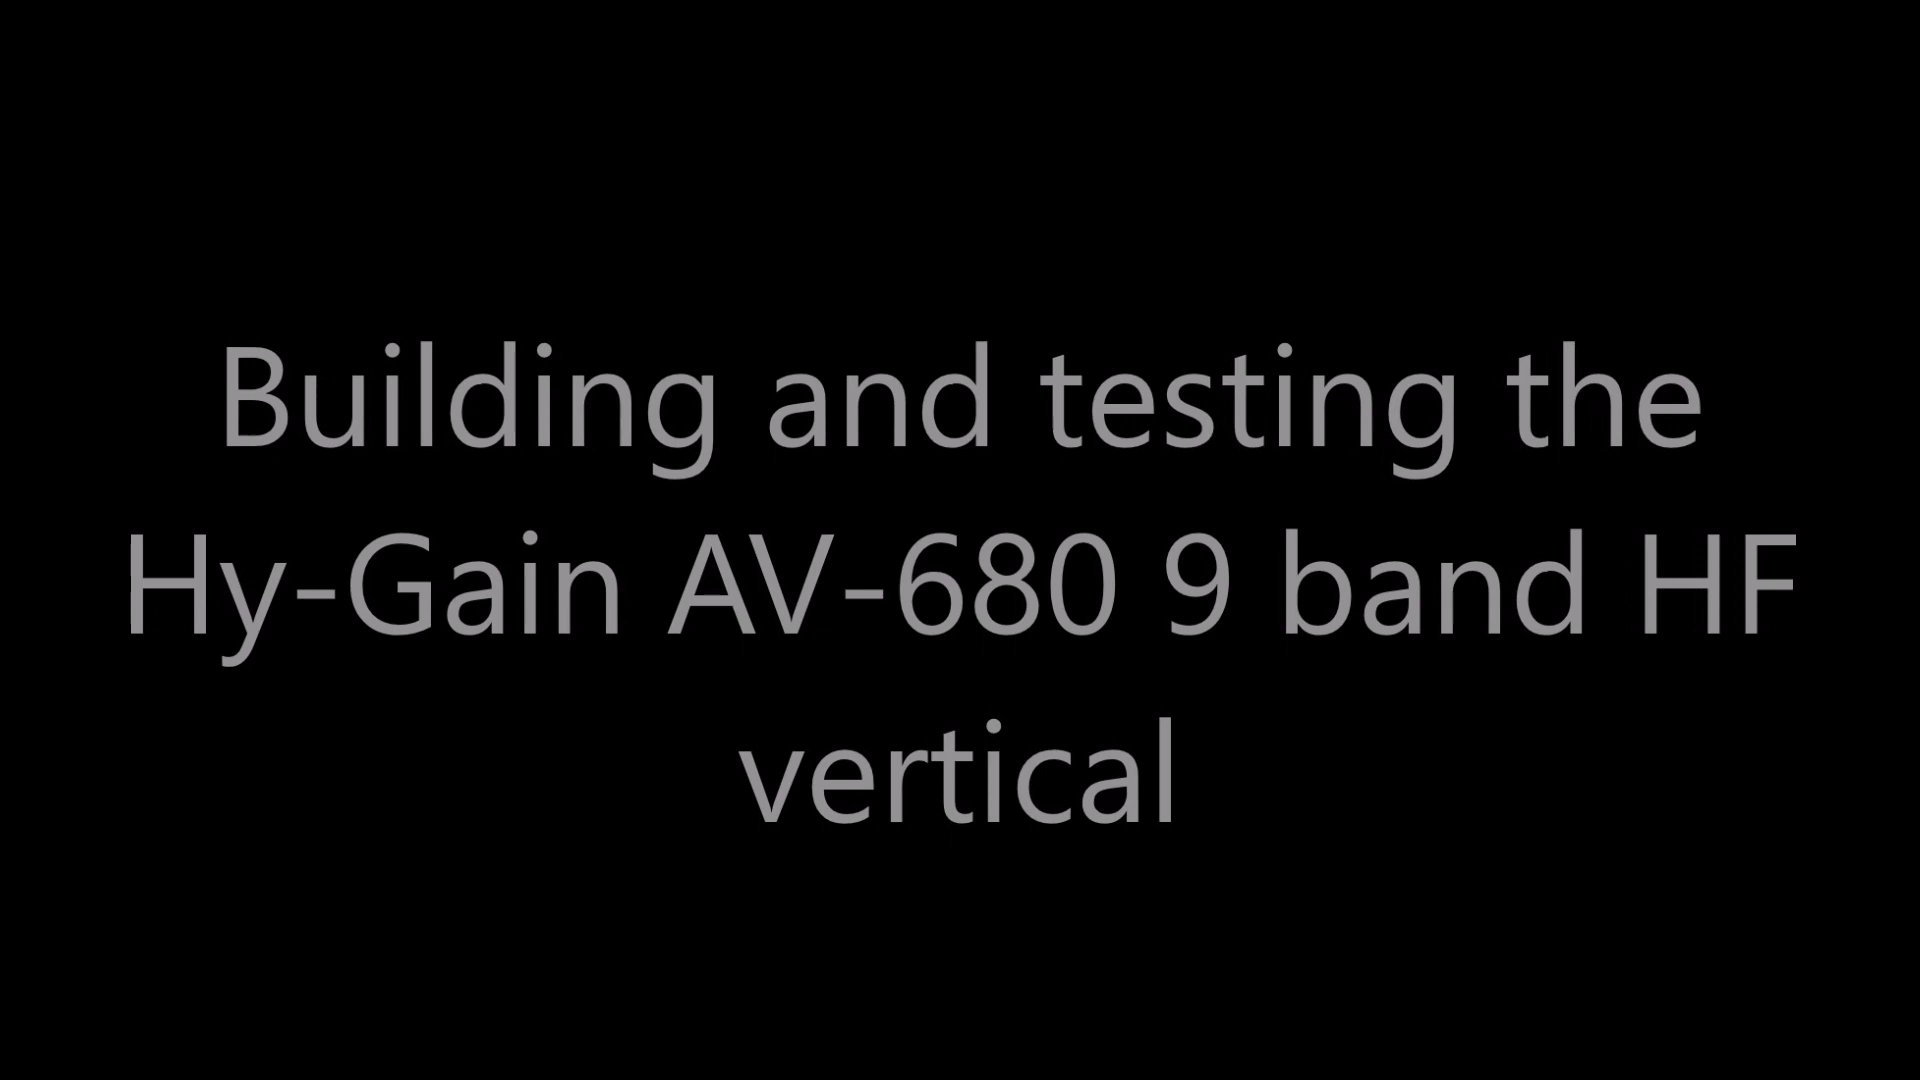 Building and testing the
Hy-Gain AV-680 9 band HF
vertical